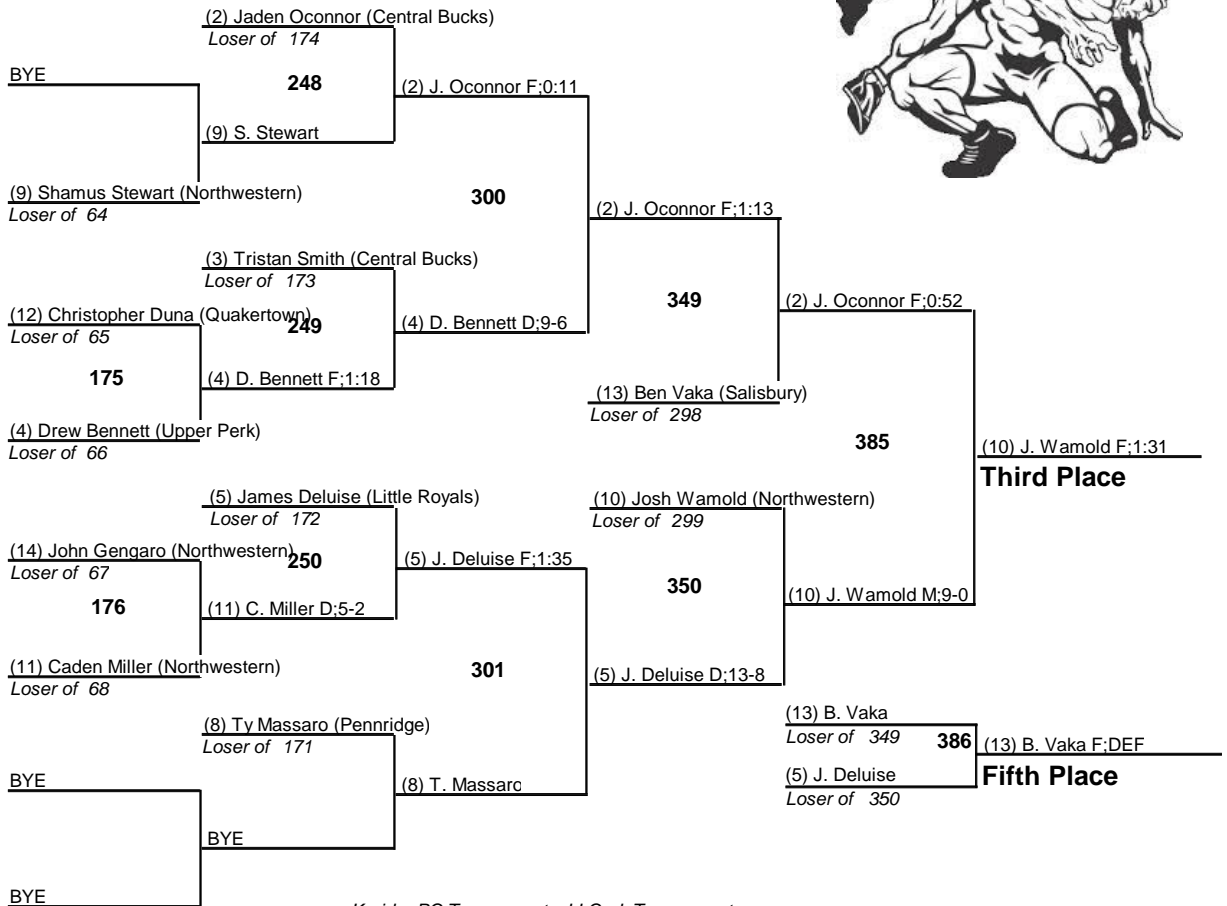 (2) Jaden Oconnor (Central Bucks)
Loser of 174
BYE
248
(2) J. Oconnor F;0:11
(9) S. Stewart
(9) Shamus Stewart (Northwestern)
Loser of 64
300
(2) J. Oconnor F;1:13
(3) Tristan Smith (Central Bucks)
Loser of 173
349
(2) J. Oconnor F;0:52
(12) Christopher Duna (Quakertown)
249
(4) D. Bennett D;9-6
Loser of 65
175
(4) D. Bennett F;1:18
(13) Ben Vaka (Salisbury)
Loser of 298
(4) Drew Bennett (Upper Perk)
Loser of 66
385
(10) J. Wamold F;1:31
Third Place
(5) James Deluise (Little Royals)
Loser of 172
(10) Josh Wamold (Northwestern)
Loser of 299
(14) John Gengaro (Northwestern)
250
(5) J. Deluise F;1:35
Loser of 67
350
176
(11) C. Miller D;5-2
(10) J. Wamold M;9-0
(11) Caden Miller (Northwestern)
Loser of 68
301
(5) J. Deluise D;13-8
(8) Ty Massaro (Pennridge)
Loser of 171
(13) B. Vaka
Loser of 349
386
(13) B. Vaka F;DEF
Fifth Place
BYE
(8) T. Massaro
(5) J. Deluise
Loser of 350
BYE
BYE